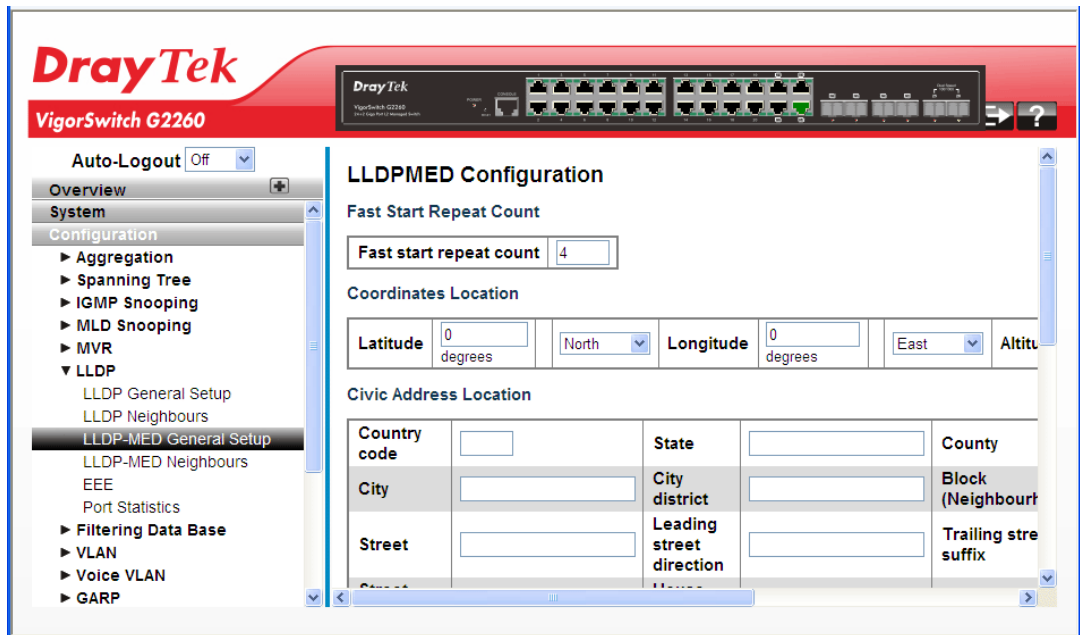 DrayTek
VigorSwitch G2260
DrayTek
VigorSwitch G2260
CONSOLE
POWER
?
Auto-Logout Off
Overview
System
Configuration
Aggregation
Spanning Tree
IGMP Snooping
MLD Snooping
MVR
LLDP
LLDP General Setup
LLDP Neighbours
LLDP-MED General Setup
LLDP-MED Neighbours
EEE
Port Statistics
Filtering Data Base
VLAN
Voice VLAN
GARP
LLDPMED Configuration
Fast Start Repeat Count
Fast start repeat count 4
Coordinates Location
Latitude 0 degrees North Longitude 0 degrees East Altitu
Civic Address Location
Country code State County
City City district Block (Neighbourh
Street Leading street direction Trailing stre suffix